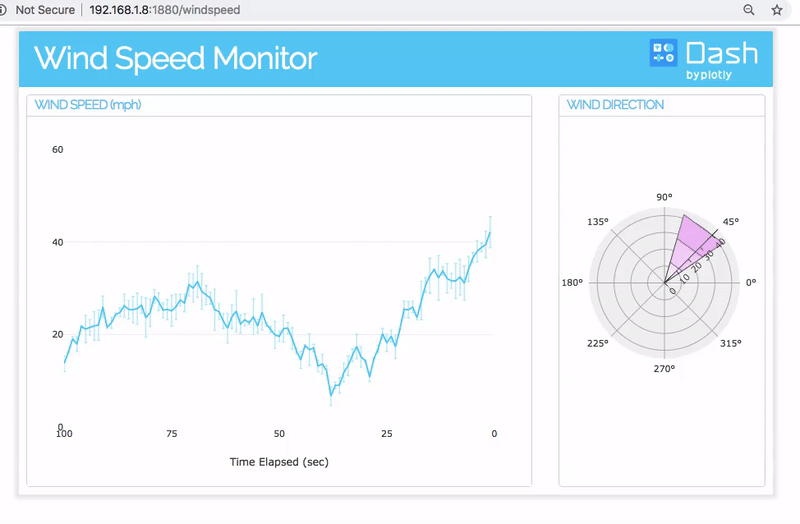 Not Secure | 192.168.1.8:1880/windspeed
Wind Speed Monitor
Dash
by plotly
WIND SPEED (mph)
60
40
20
0
100 75 50 25 0
Time Elapsed (sec)
WIND DIRECTION
90°
135° 45°
180° 0°
0 10 20 30 40
225° 315°
270°